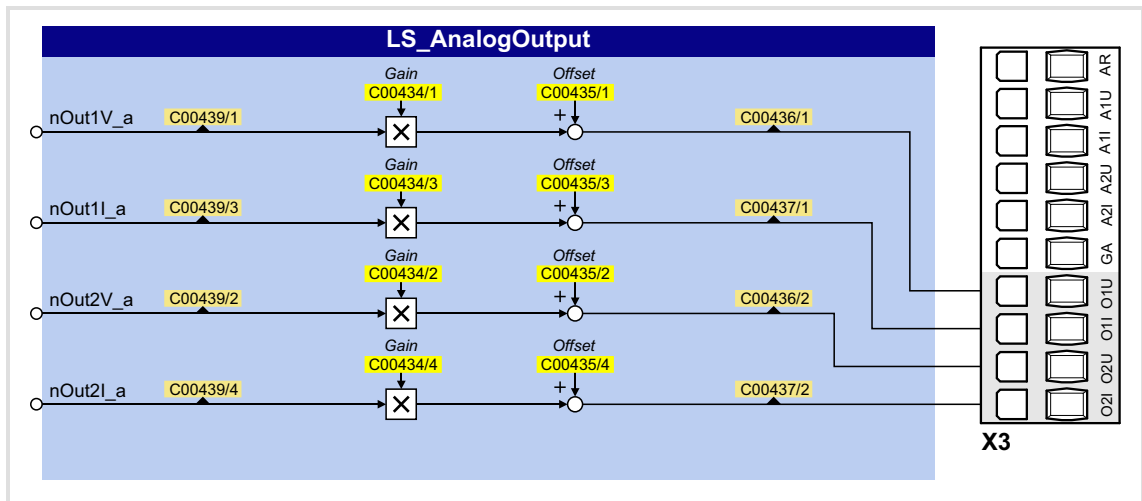 LS_AnalogOutput
Gain Offset
C00434/1 C00435/1
nOut1V_a C00439/1 + C00436/1
Gain Offset
C00434/3 C00435/3
nOut1I_a C00439/3 + C00437/1
Gain Offset
C00434/2 C00435/2
nOut2V_a C00439/2 + C00436/2
Gain Offset
C00434/4 C00435/4
nOut2I_a C00439/4 + C00437/2
AR
A1U
A1I
A2U
A2I
GA
O1U
O1I
O2U
O2I
X3